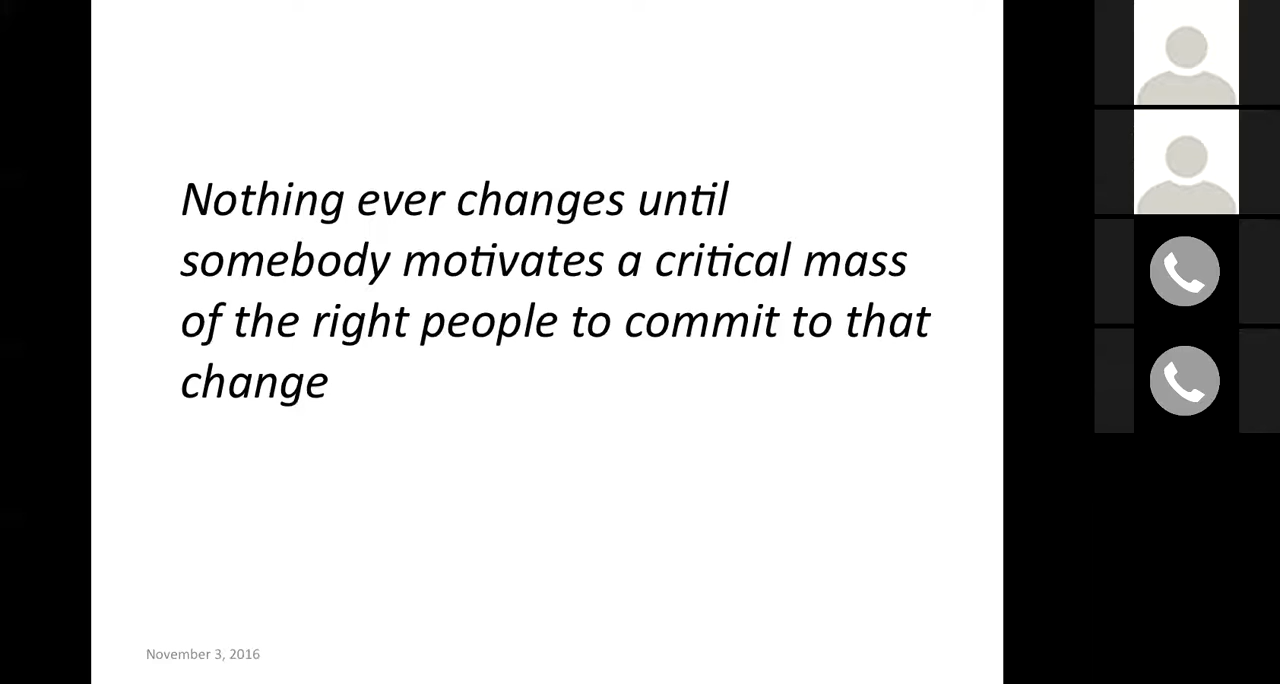 Nothing ever changes until
somebody motivates a critical mass
of the right people to commit to that
change
November 3, 2016